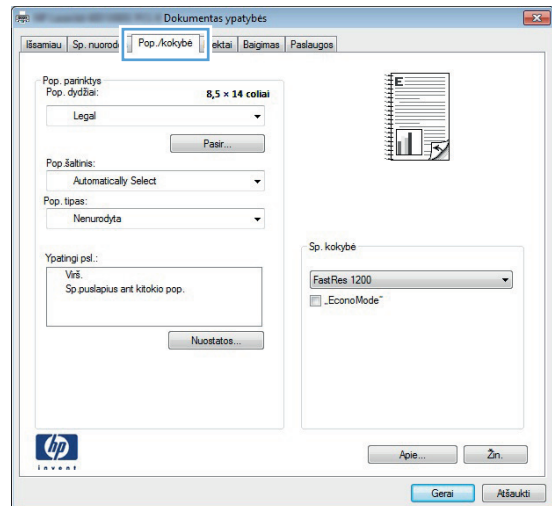 Dokumentas ypatybės
Išsamiau Sp. nuorod Pop./kokybė ektai Baigimas Paslaugos
Pop. parinktys
Pop. dydžiai: 8,5 × 14 coliai
Legal
Pasir...
Pop.šaltinis:
Automatically Select
Pop. tipas:
Nenurodyta
Ypatingi psl.:
Virš.
Sp.puslapius ant kitokio pop.
Nuostatos...
E
Sp. kokybė
FastRes 1200
„EconoMode"
hp
invent
Apie... Žin.
Gerai Atšaukti